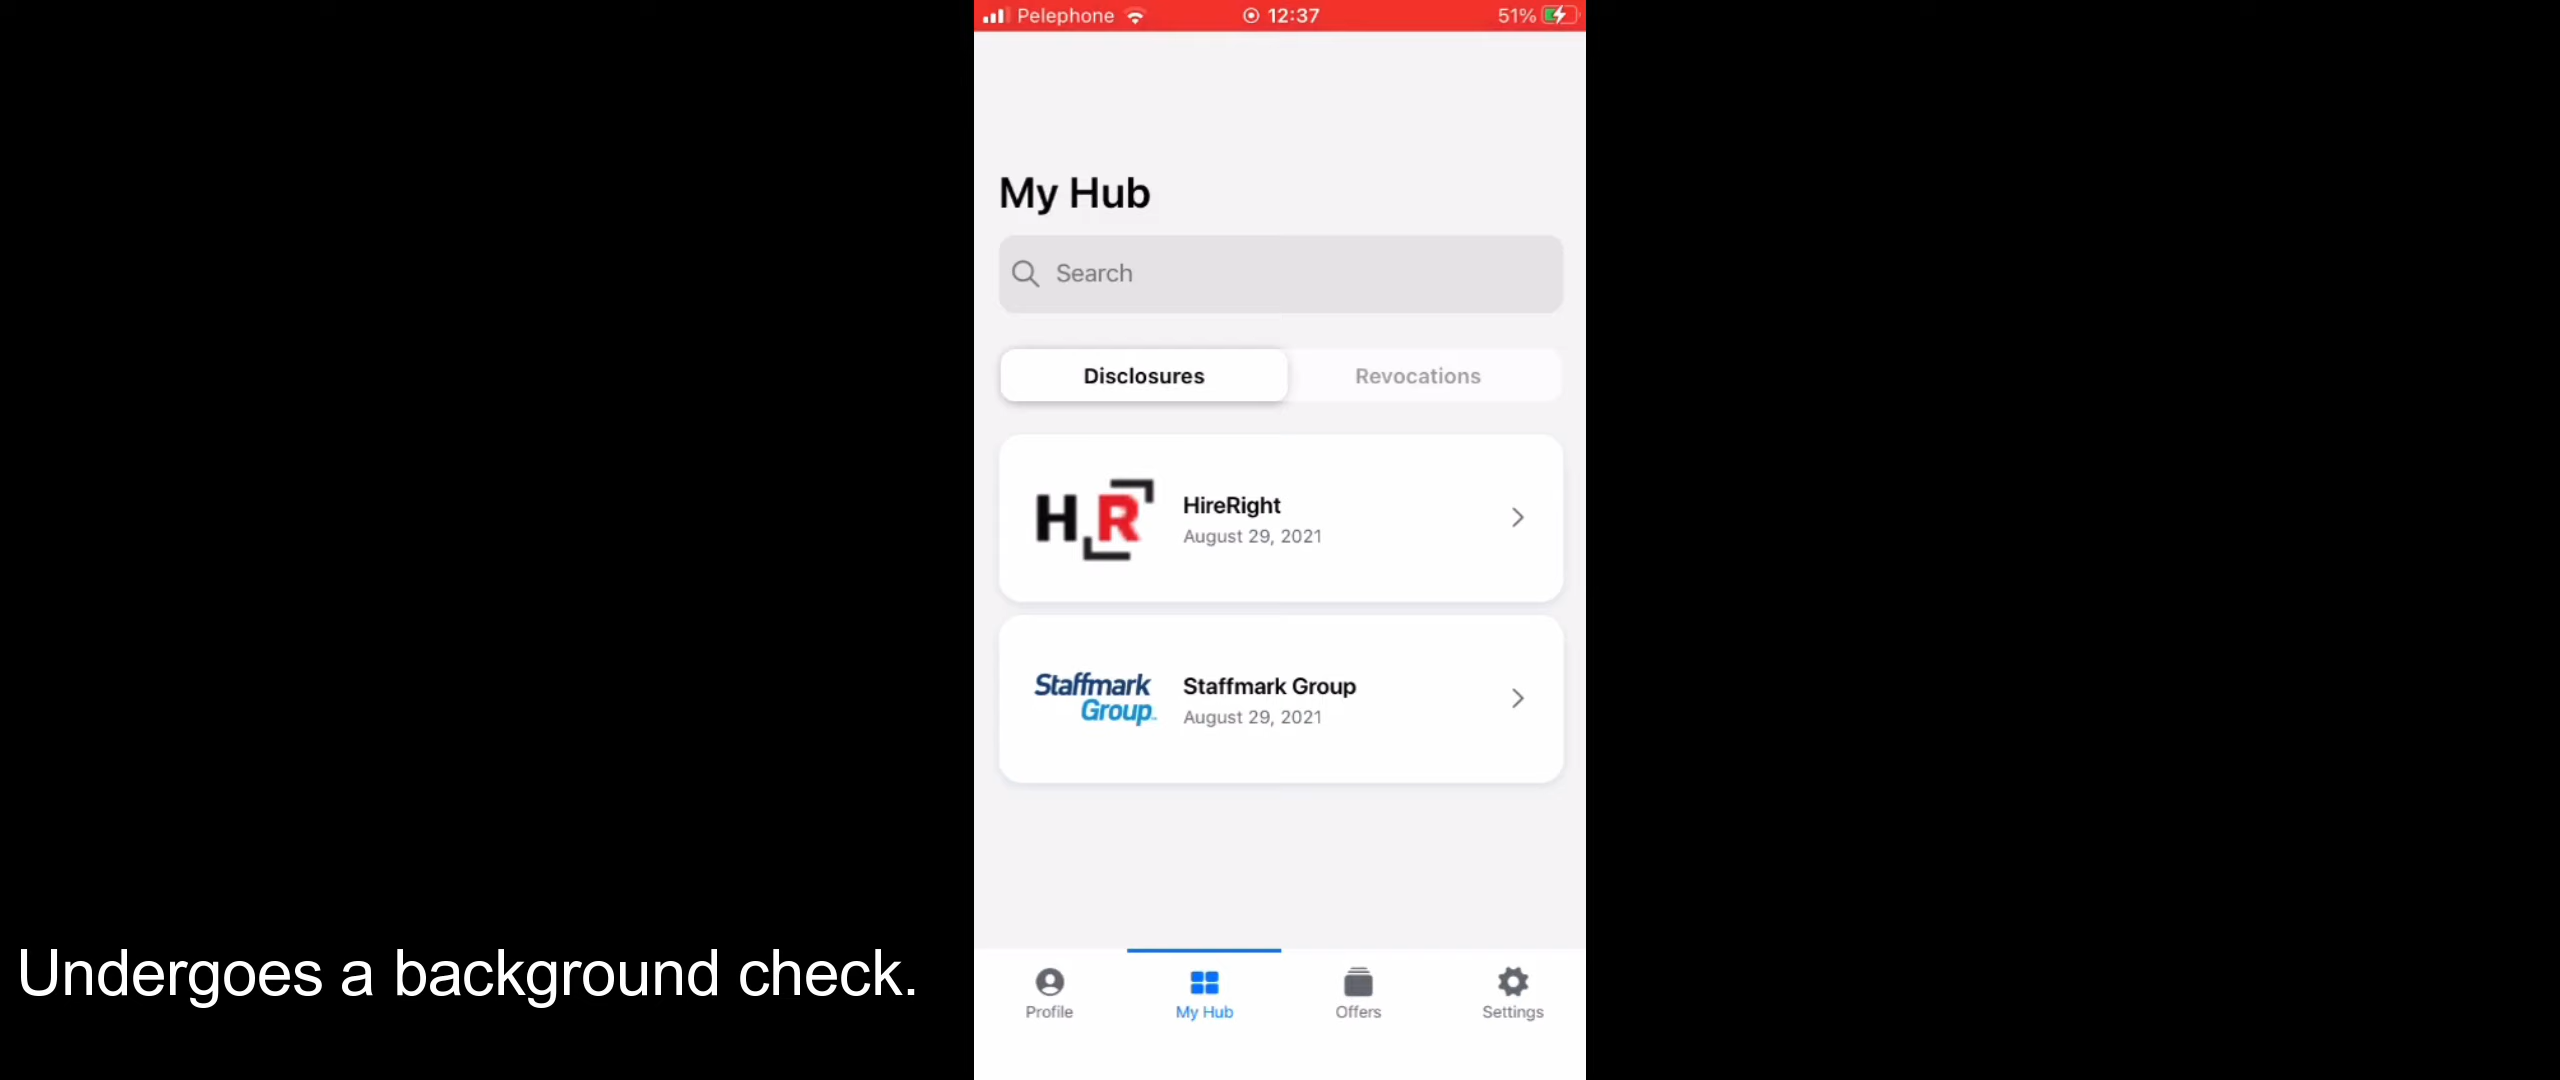 Pelephone 12:37 51%
My Hub
Search
Disclosures Revocations
HR
HireRight
August 29, 2021
Staffmark
Group
Staffmark Group
August 29, 2021
Undergoes a background check.
Profile My Hub Offers Settings